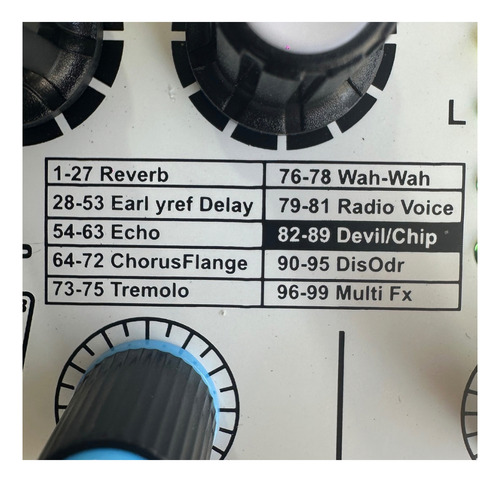 L
1-27 Reverb
28-53 Earl yref Delay
54-63 Echo
64-72 ChorusFlange
73-75 Tremolo
76-78 Wah-Wah
79-81 Radio Voice
82-89 Devil/Chip
90-95 DisOdr
96-99 Multi Fx